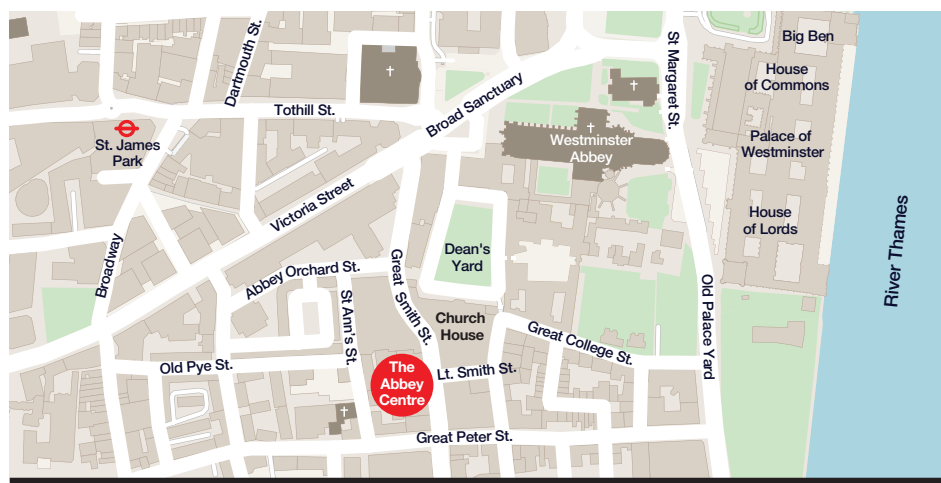 Big Ben
St Margaret St.
Dartmouth St.
House
of Commons
Tothill St.
Broad Sanctuary
St. James
Park
Westminster
Abbey
Palace of
Westminster
Victoria Street
House
of Lords
Dean's
Yard
River Thames
Broadway
Abbey Orchard St.
Great Smith St.
St Ann's St.
Old Palace Yard
Church
House
Great College St.
Old Pye St.
The
Abbey
Centre
Lt. Smith St.
Great Peter St.